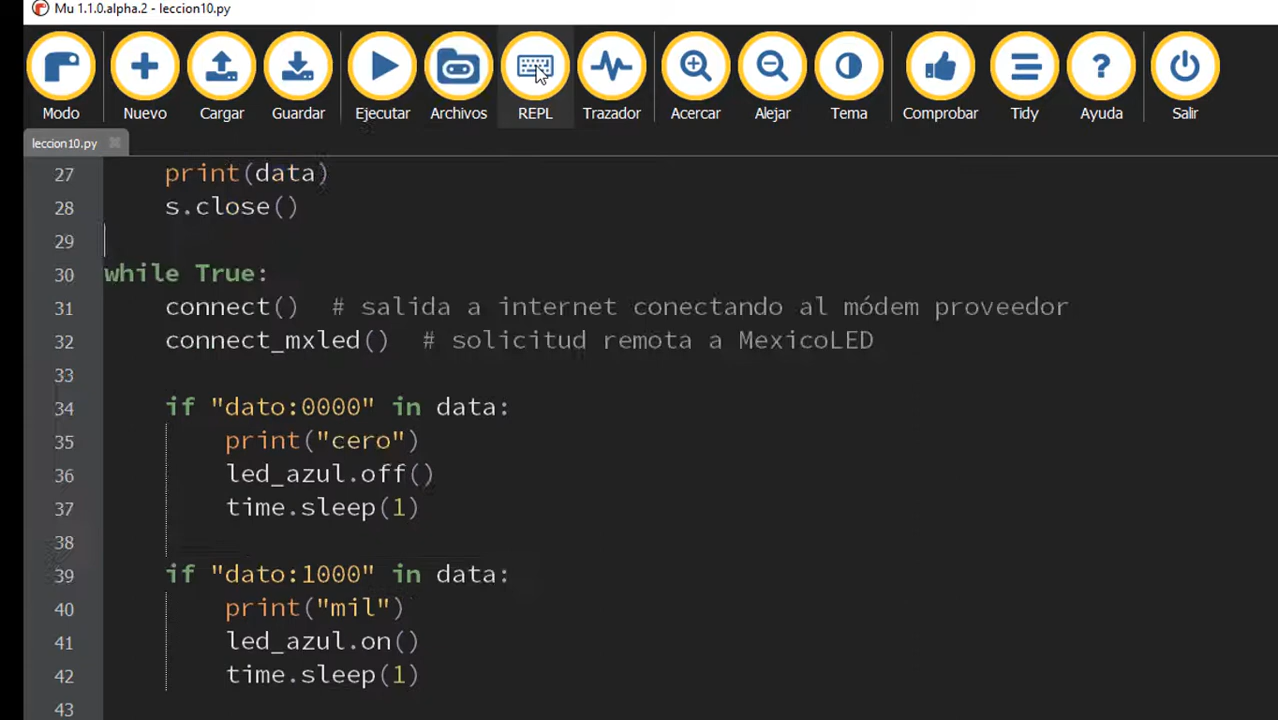 Mu 1.1.0.alpha.2 - leccion10.py
Modo Nuevo Cargar Guardar Ejecutar Archivos REPL Trazador Acercar Alejar Tema Comprobar Tidy Ayuda Salir
leccion10.py
27 print(data)
28 s.close()
29
30 while True:
31 connect()  # salida a internet conectando al módem proveedor
32 connect_mxled()  # solicitud remota a MexicoLED
33
34 if "dato:0000" in data:
35 print("cero")
36 led_azul.off()
37 time.sleep(1)
38
39 if "dato:1000" in data:
40 print("mil")
41 led_azul.on()
42 time.sleep(1)
43